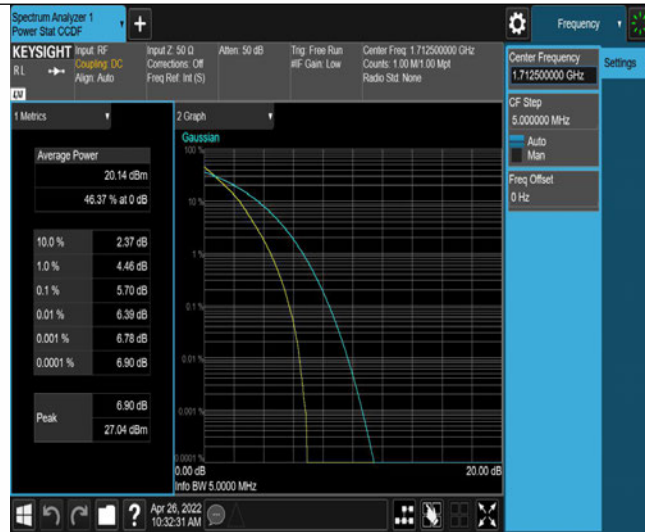 Spectrum Analyzer 1
Power Stat CCDF
+
Frequency
KEYSIGHT
RL
Input: RF
Coupling: DC
Align: Auto
Input Z: 50 Ω
Corrections: Off
Freq Ref: Int (S)
Atten: 50 dB
Trig: Free Run
#IF Gain: Low
Center Freq: 1.712500000 GHz
Counts: 1.00 M/1.00 Mpt
Radio Std: None
Center Frequency
1.712500000 GHz
Settings
CF Step
5.000000 MHz
Auto
Man
Freq Offset
0 Hz
1 Metrics
Average Power
20.14 dBm
46.37 % at 0 dB
10.0 % 2.37 dB
1.0 % 4.46 dB
0.1 % 5.70 dB
0.01 % 6.39 dB
0.001 % 6.78 dB
0.0001 % 6.90 dB
Peak
6.90 dB
27.04 dBm
2 Graph
Gaussian
100 %
10 %
1 %
0.1 %
0.01 %
0.001 %
0.0001 %
0.00 dB 20.00 dB
Info BW 5.0000 MHz
?
Apr 26, 2022
10:32:31 AM